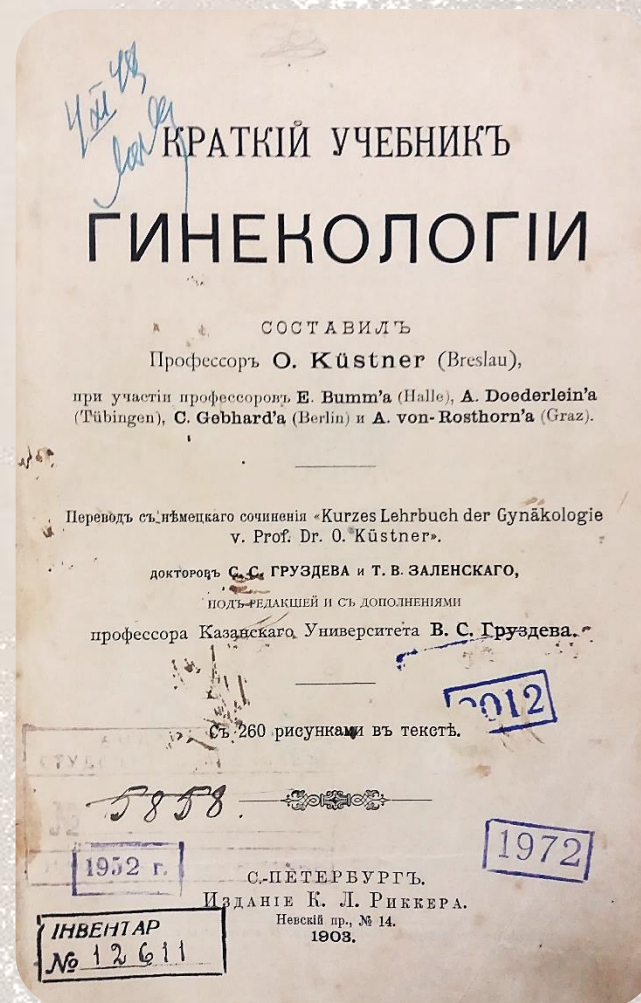 4 XI 48
КРАТКІЙ УЧЕБНИКЪ
ГИНЕКОЛОГІИ
СОСТАВИЛЪ
Профессоръ O. Küstner (Breslau),
при участіи профессоровъ E. Bumm'a (Halle), A. Doederlein'a
(Tübingen), C. Gebhard'a (Berlin) и A. von-Rosthorn'a (Graz).
Переводъ съ нѣмецкаго сочиненія «Kurzes Lehrbuch der Gynäkologie
v. Prof. Dr. O. Küstner».
докторовъ С. С. ГРУЗДЕВА и Т. В. ЗАЛЕНСКАГО,
ПОДЪ РЕДАКЦІЕЙ И СЪ ДОПОЛНЕНІЯМИ
профессора Казанскаго Университета В. С. Груздева.
2012
Съ 260 рисунками въ текстѣ.
5858.
1952 г.
1972
С.-ПЕТЕРБУРГЪ.
Изданіе К. Л. Риккера.
Невскій пр., № 14.
1903.
ІНВЕНТАР
№ 12611